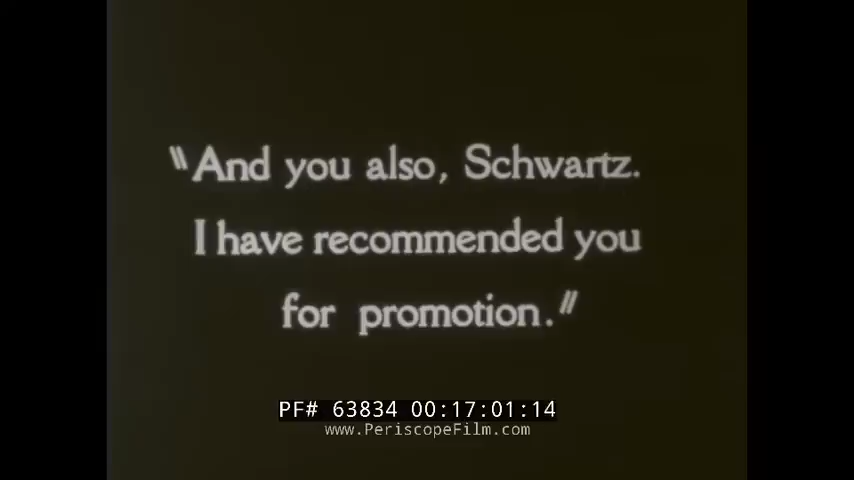 "And you also, Schwartz.
I have recommended you
for promotion."
PF# 63834 00:17:01:14
www.PeriscopeFilm.com